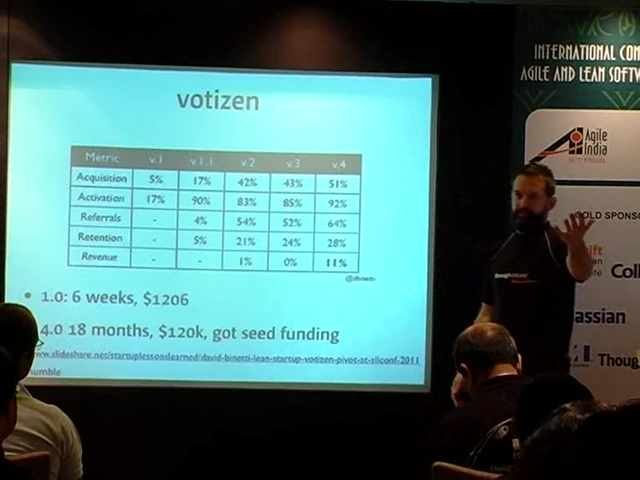 votizen
Metric v.1 v.1.1 v.2 v.3 v.4
Acquisition 5% 17% 42% 43% 51%
Activation 17% 90% 83% 85% 92%
Referrals - 4% 54% 52% 64%
Retention - 5% 21% 24% 28%
Revenue - - 1% 0% 11%
@dbinetti
• 1.0: 6 weeks, $1206
4.0 18 months, $120k, got seed funding
www.slideshare.net/startuplessonslearned/david-binetti-lean-startup-votizen-pivot-at-sllconf-2011
humble
INTERNATIONAL CON
AGILE AND LEAN SOFTW
Agile
India
GOLD SPONS
Coll
assian
Thoug